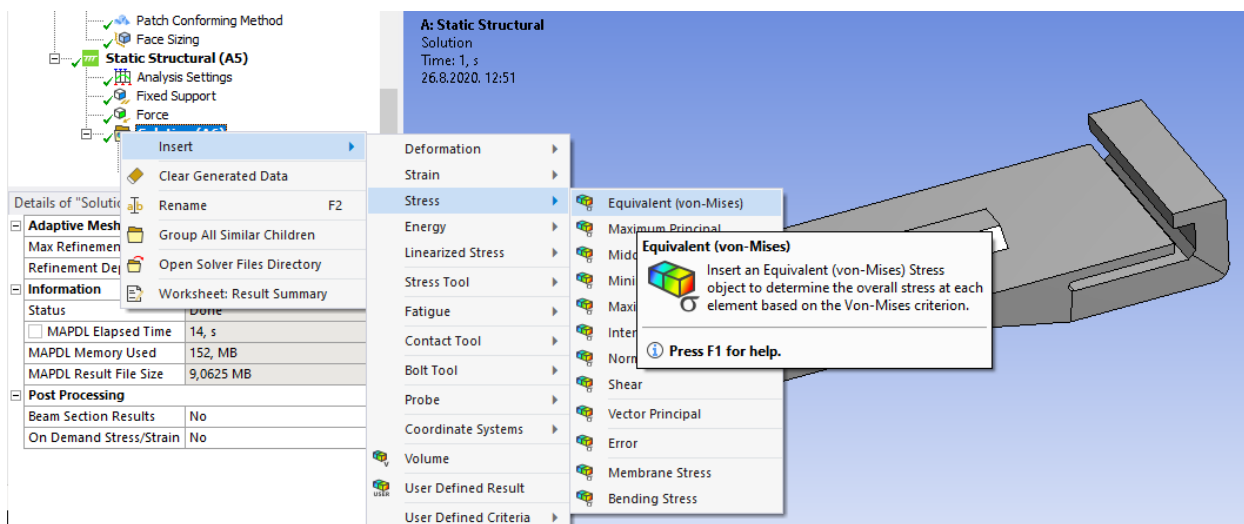 Patch Conforming Method
Face Sizing
Static Structural (A5)
Analysis Settings
Fixed Support
Force
A: Static Structural
Solution
Time: 1, s
26.8.2020. 12:51
Insert
Clear Generated Data
Rename F2
Group All Similar Children
Open Solver Files Directory
Worksheet: Result Summary
Details of
Adaptive Mesh
Max
Information
Status Done
MAPDL Elapsed Time 14, s
MAPDL Memory Used 152, MB
MAPDL Result File Size 9,0625 MB
Post Processing
Beam Section Results No
On Demand Stress/Strain No
Deformation
Strain
Stress
Energy
Linearized Stress
Stress Tool
Fatigue
Contact Tool
Bolt Tool
Probe
Coordinate Systems
Volume
User Defined Result
User Defined Criteria
Equivalent (von-Mises)
Maximum Principal
Shear
Vector Principal
Error
Membrane Stress
Bending Stress
Equivalent (von-Mises)
Insert an Equivalent (von-Mises) Stress
object to determine the overall stress at each
element based on the Von-Mises criterion.
Press F1 for help.
σ
V
USER